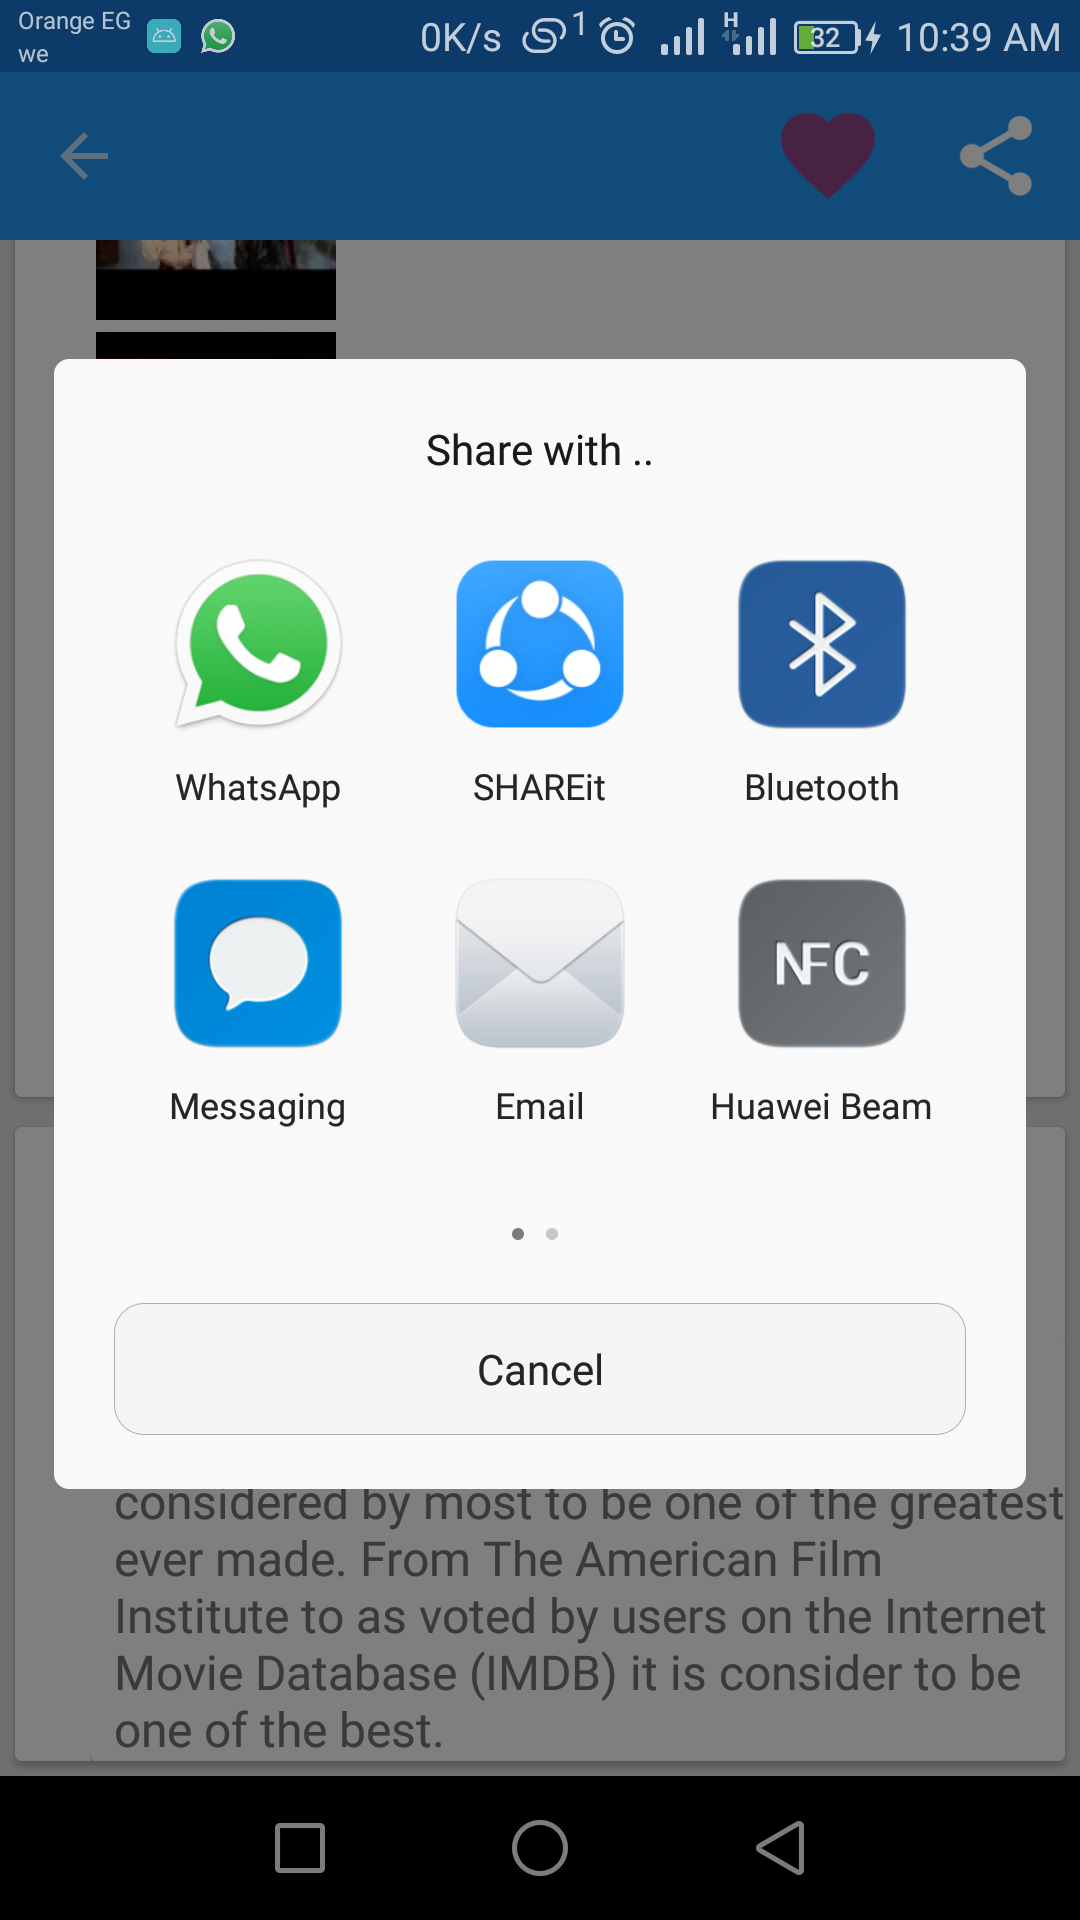 Orange EG
we
0K/s 1 H 32 10:39 AM
Share with ..
WhatsApp SHAREit Bluetooth
NFC
Messaging Email Huawei Beam
Cancel
considered by most to be one of the greatest
ever made. From The American Film
Institute to as voted by users on the Internet
Movie Database (IMDB) it is consider to be
one of the best.